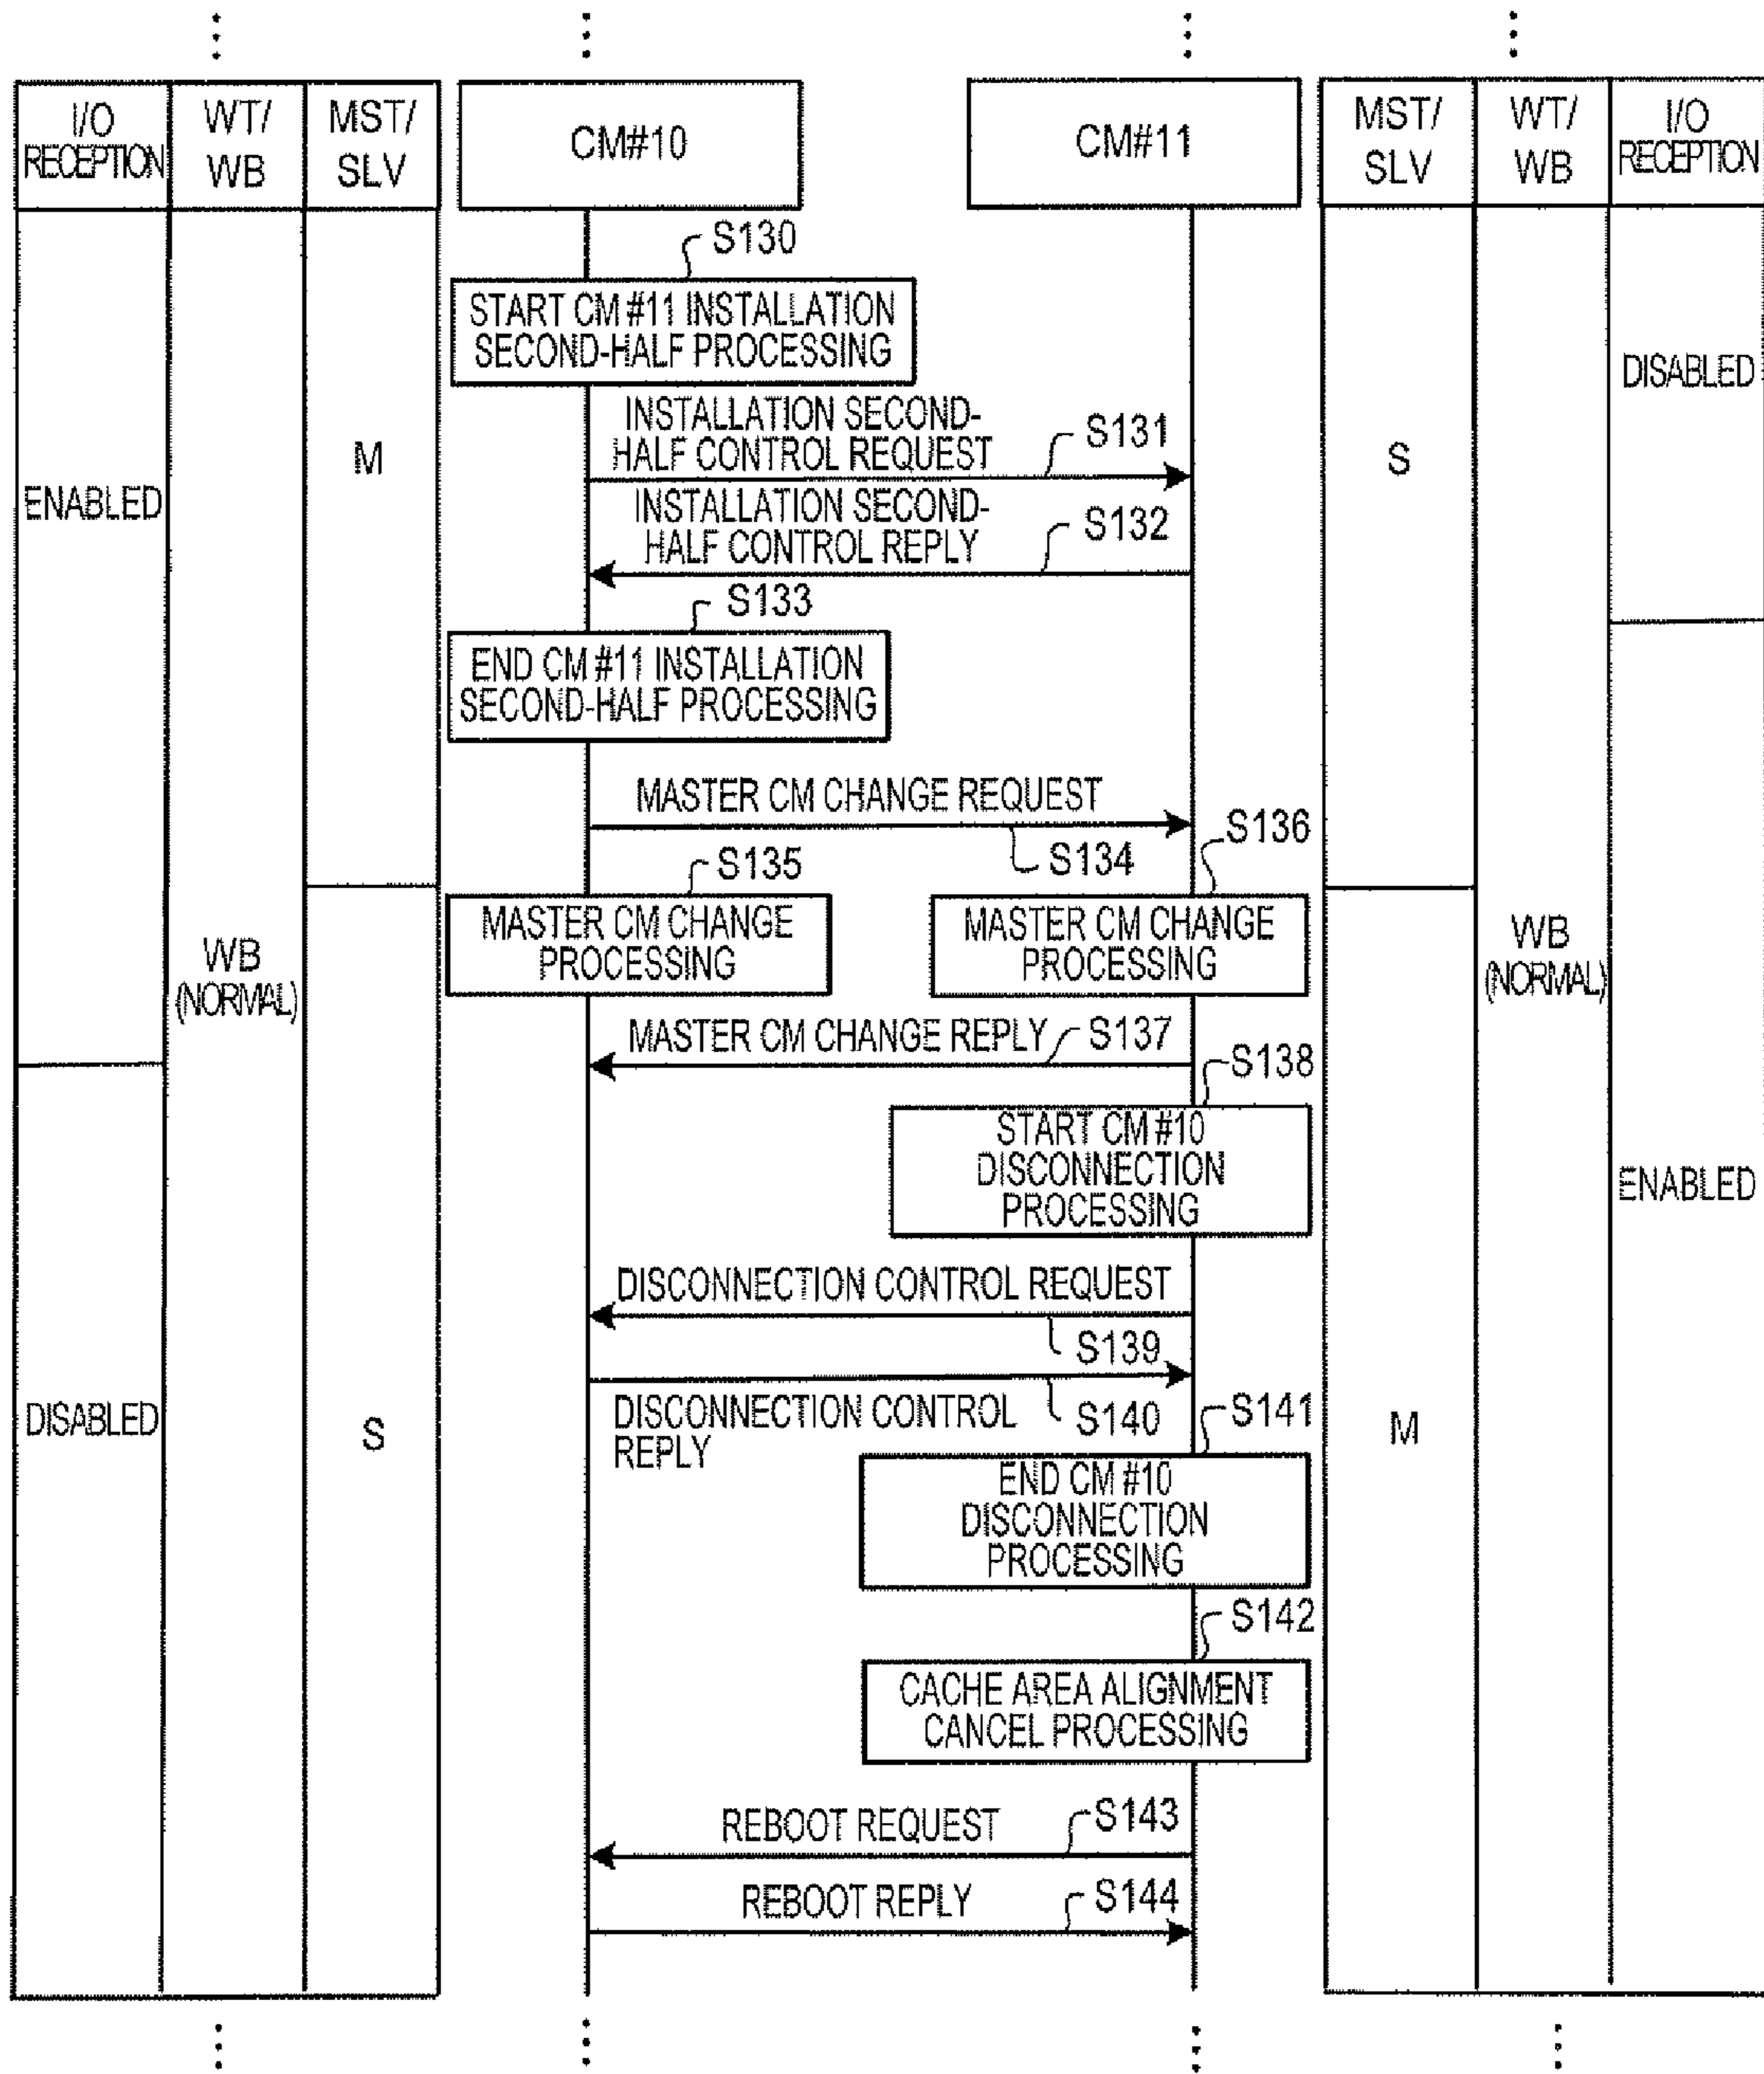 I/O
RECEPTION
WT/
WB
MST/
SLV
CM#10
CM#11
MST/
SLV
WT/
WB
I/O
RECEPTION
S130
START CM #11 INSTALLATION
SECOND-HALF PROCESSING
DISABLED
INSTALLATION SECOND-
HALF CONTROL REQUEST
S131
M
S
ENABLED
INSTALLATION SECOND-
HALF CONTROL REPLY
S132
S133
END CM #11 INSTALLATION
SECOND-HALF PROCESSING
MASTER CM CHANGE REQUEST
S134
S136
S135
MASTER CM CHANGE
PROCESSING
MASTER CM CHANGE
PROCESSING
WB
(NORMAL)
WB
(NORMAL)
MASTER CM CHANGE REPLY
S137
S138
START CM #10
DISCONNECTION
PROCESSING
ENABLED
DISCONNECTION CONTROL REQUEST
S139
DISABLED
S
DISCONNECTION CONTROL
REPLY
S140
S141
M
END CM #10
DISCONNECTION
PROCESSING
S142
CACHE AREA ALIGNMENT
CANCEL PROCESSING
REBOOT REQUEST
S143
REBOOT REPLY
S144